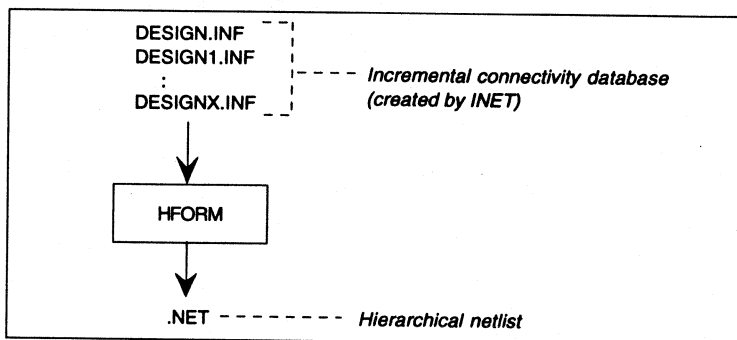 DESIGN.INF
DESIGN1.INF
:
DESIGNX.INF
Incremental connectivity database
(created by INET)
HFORM
.NET
Hierarchical netlist